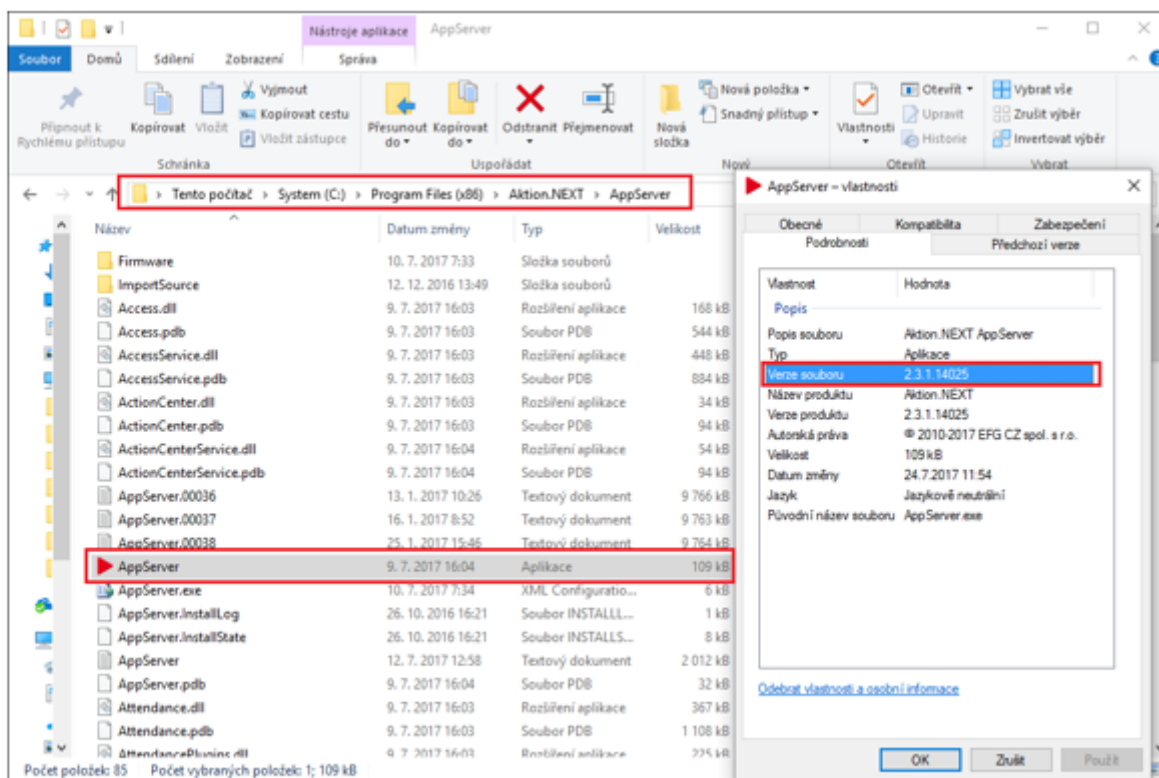 Nástroje aplikace AppServer
Soubor Domů Sdílení Zobrazení Správa
Připnout k Rychlému přístupu
Kopírovat
Vložit
Vyjmout
Kopírovat cestu
Vložit zástupce
Schránka
Přesunout do
Kopírovat do
Odstranit
Přejmenovat
Uspořádat
Nová složka
Nová položka
Snadný přístup
Nový
Vlastnosti
Otevřít
Upravit
Historie
Otevřít
Vybrat vše
Zrušit výběr
Invertovat výběr
Vybrat
Tento počítač › System (C:) › Program Files (x86) › Aktion.NEXT › AppServer
Název Datum změny Typ Velikost
Firmware 10. 7. 2017 7:33 Složka souborů
ImportSource 12. 12. 2016 13:49 Složka souborů
Access.dll 9. 7. 2017 16:03 Rozšíření aplikace 168 kB
Access.pdb 9. 7. 2017 16:03 Soubor PDB 544 kB
AccessService.dll 9. 7. 2017 16:03 Rozšíření aplikace 448 kB
AccessService.pdb 9. 7. 2017 16:03 Soubor PDB 884 kB
ActionCenter.dll 9. 7. 2017 16:03 Rozšíření aplikace 34 kB
ActionCenter.pdb 9. 7. 2017 16:03 Soubor PDB 94 kB
ActionCenterService.dll 9. 7. 2017 16:03 Rozšíření aplikace 54 kB
ActionCenterService.pdb 9. 7. 2017 16:03 Soubor PDB 94 kB
AppServer.00036 13. 1. 2017 10:26 Textový dokument 9 766 kB
AppServer.00037 16. 1. 2017 8:52 Textový dokument 9 763 kB
AppServer.00038 25. 1. 2017 15:46 Textový dokument 9 764 kB
AppServer 9. 7. 2017 16:04 Aplikace 109 kB
AppServer.exe 10. 7. 2017 7:34 XML Configuratio... 6 kB
AppServer.InstallLog 26. 10. 2016 16:21 Soubor INSTALLL... 1 kB
AppServer.InstallState 26. 10. 2016 16:21 Soubor INSTALLS... 8 kB
AppServer 12. 7. 2017 12:58 Textový dokument 2 012 kB
AppServer.pdb 9. 7. 2017 16:04 Soubor PDB 32 kB
Attendance.dll 9. 7. 2017 16:03 Rozšíření aplikace 367 kB
Attendance.pdb 9. 7. 2017 16:03 Soubor PDB 1 108 kB
AttendancePlugins.dll 9. 7. 2017 16:03 Rozšíření aplikace 225 kB
Počet položek: 85 Počet vybraných položek: 1; 109 kB
AppServer – vlastnosti
Obecné Kompatibilita Zabezpečení
Podrobnosti Předchozí verze
Vlastnost Hodnota
Popis
Popis souboru Aktion.NEXT AppServer
Typ Aplikace
Verze souboru 2.3.1.14025
Název produktu Aktion.NEXT
Verze produktu 2.3.1.14025
Autorská práva © 2010-2017 EFG CZ spol. s r.o.
Velikost 109 kB
Datum změny 24.7.2017 11:54
Jazyk Jazykově neutrální
Původní název souboru AppServer.exe
Odebrat vlastnosti a osobní informace
OK Zrušit Použít